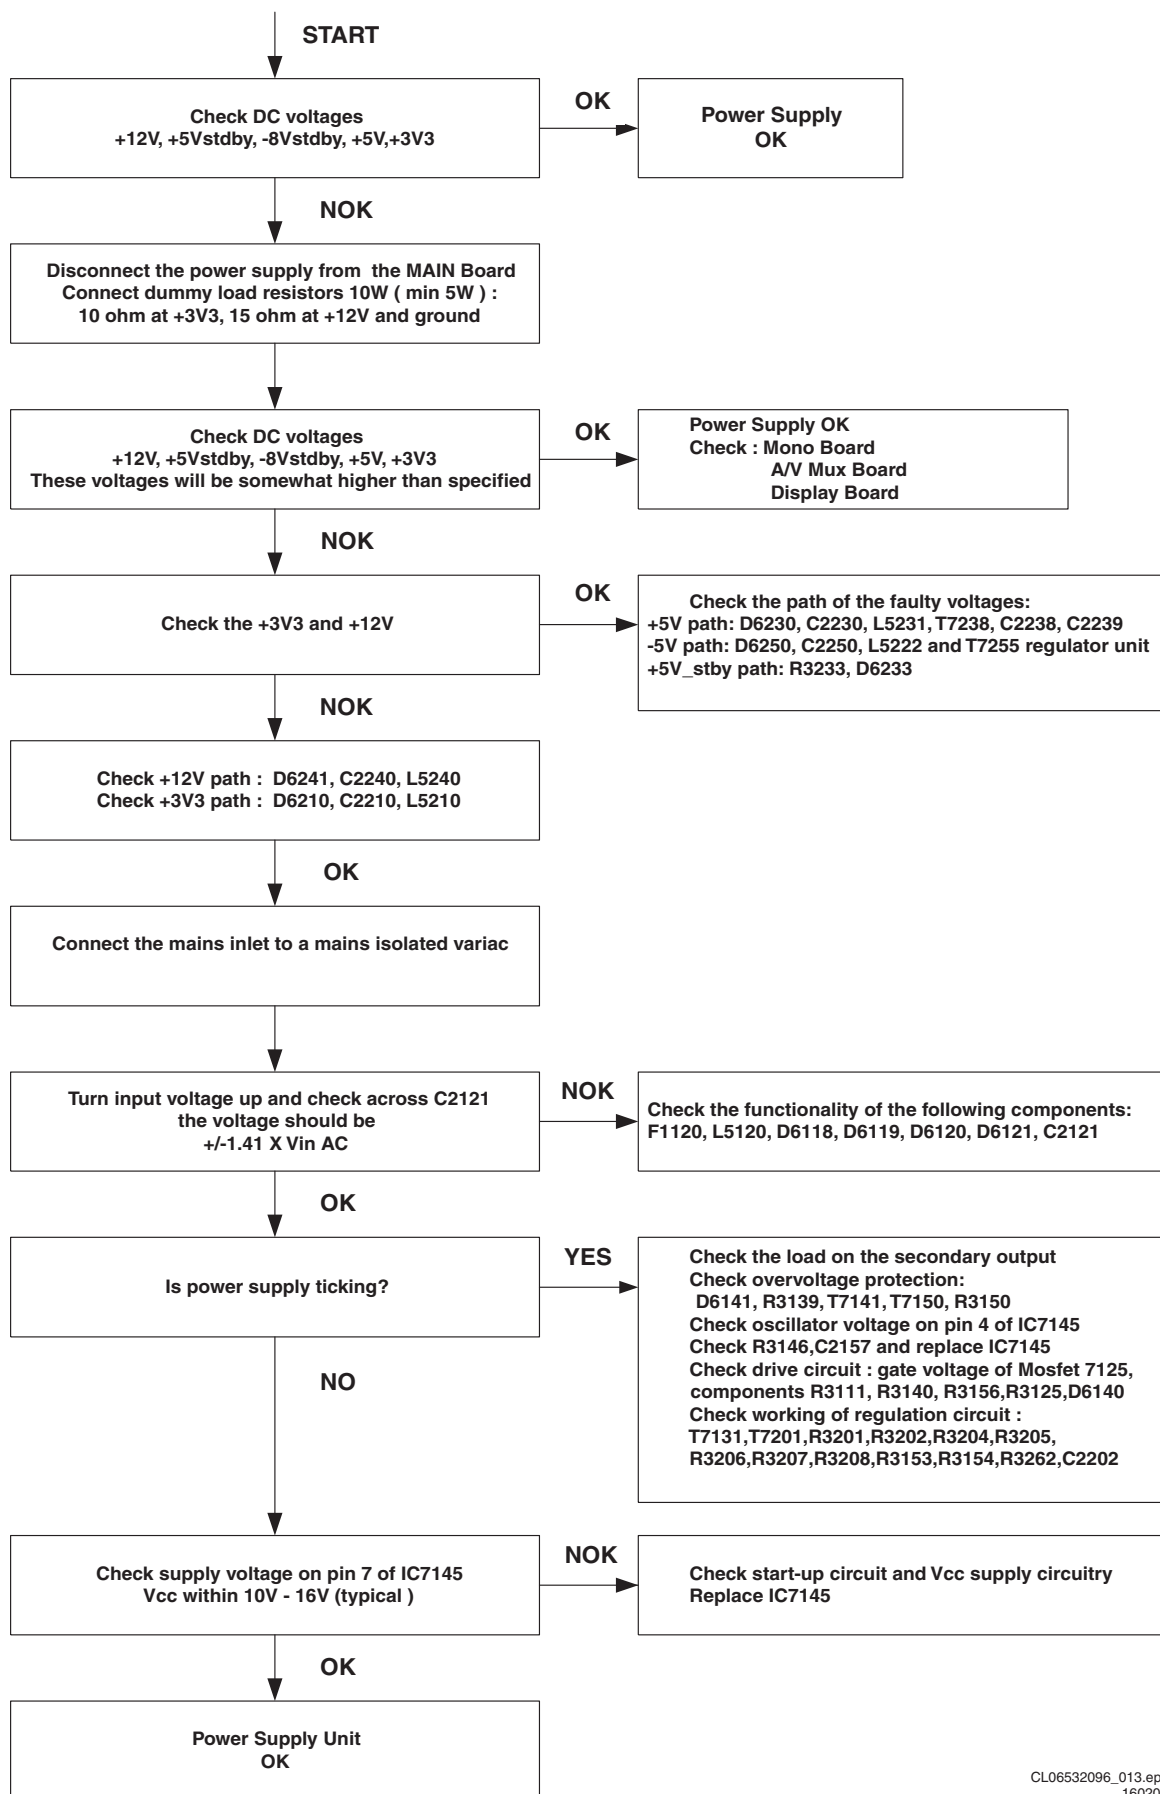 START
Check DC voltages
+12V, +5Vstdby, -8Vstdby, +5V,+3V3
OK
Power Supply
OK
NOK
Disconnect the power supply from the MAIN Board
Connect dummy load resistors 10W ( min 5W ) :
10 ohm at +3V3, 15 ohm at +12V and ground
Check DC voltages
+12V, +5Vstdby, -8Vstdby, +5V, +3V3
These voltages will be somewhat higher than specified
OK
Power Supply OK
Check : Mono Board
A/V Mux Board
Display Board
NOK
Check the +3V3 and +12V
OK
Check the path of the faulty voltages:
+5V path: D6230, C2230, L5231, T7238, C2238, C2239
-5V path: D6250, C2250, L5222 and T7255 regulator unit
+5V_stby path: R3233, D6233
NOK
Check +12V path : D6241, C2240, L5240
Check +3V3 path : D6210, C2210, L5210
OK
Connect the mains inlet to a mains isolated variac
Turn input voltage up and check across C2121
the voltage should be
+/-1.41 X Vin AC
NOK
Check the functionality of the following components:
F1120, L5120, D6118, D6119, D6120, D6121, C2121
OK
Is power supply ticking?
YES
Check the load on the secondary output
Check overvoltage protection:
D6141, R3139, T7141, T7150, R3150
Check oscillator voltage on pin 4 of IC7145
Check R3146,C2157 and replace IC7145
Check drive circuit : gate voltage of Mosfet 7125,
components R3111, R3140, R3156,R3125,D6140
Check working of regulation circuit :
T7131,T7201,R3201,R3202,R3204,R3205,
R3206,R3207,R3208,R3153,R3154,R3262,C2202
NO
Check supply voltage on pin 7 of IC7145
Vcc within 10V - 16V (typical )
NOK
Check start-up circuit and Vcc supply circuitry
Replace IC7145
OK
Power Supply Unit
OK
CL06532096_013.ep
16020